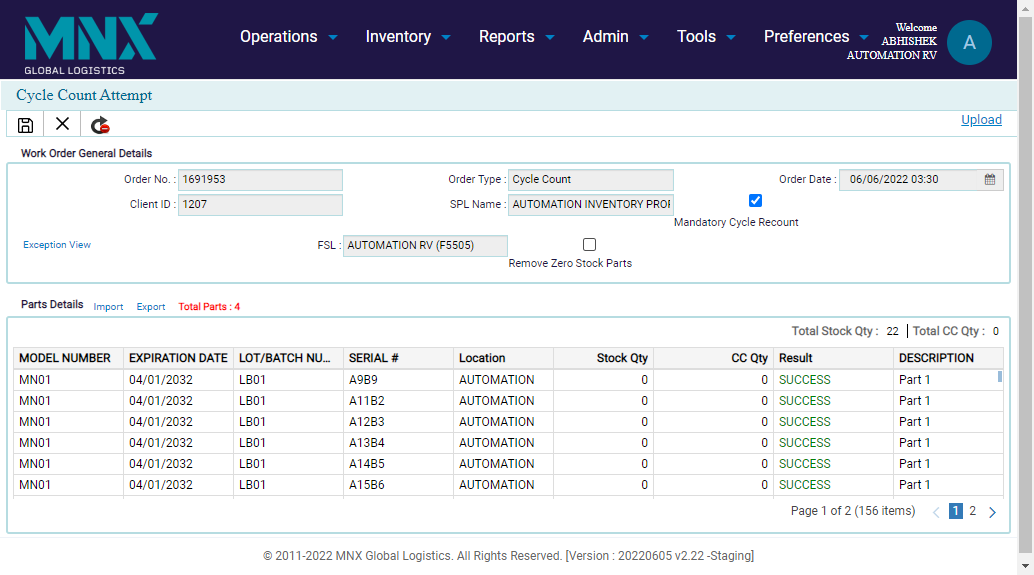 MNX
GLOBAL LOGISTICS
Operations Inventory Reports Admin Tools Preferences
Welcome
ABHISHEK
AUTOMATION RV
A
Cycle Count Attempt
Upload
Work Order General Details
Order No. : 1691953 Order Type : Cycle Count Order Date : 06/06/2022 03:30
Client ID : 1207 SPL Name : AUTOMATION INVENTORY PROF
Mandatory Cycle Recount
Exception View FSL : AUTOMATION RV (F5505)
Remove Zero Stock Parts
Parts Details Import Export Total Parts : 4
Total Stock Qty : 22 | Total CC Qty : 0
MODEL NUMBER EXPIRATION DATE LOT/BATCH NU... SERIAL # Location Stock Qty CC Qty Result DESCRIPTION
MN01 04/01/2032 LB01 A9B9 AUTOMATION 0 0 SUCCESS Part 1
MN01 04/01/2032 LB01 A11B2 AUTOMATION 0 0 SUCCESS Part 1
MN01 04/01/2032 LB01 A12B3 AUTOMATION 0 0 SUCCESS Part 1
MN01 04/01/2032 LB01 A13B4 AUTOMATION 0 0 SUCCESS Part 1
MN01 04/01/2032 LB01 A14B5 AUTOMATION 0 0 SUCCESS Part 1
MN01 04/01/2032 LB01 A15B6 AUTOMATION 0 0 SUCCESS Part 1
Page 1 of 2 (156 items) 1 2
© 2011-2022 MNX Global Logistics. All Rights Reserved. [Version : 20220605 v2.22 -Staging]